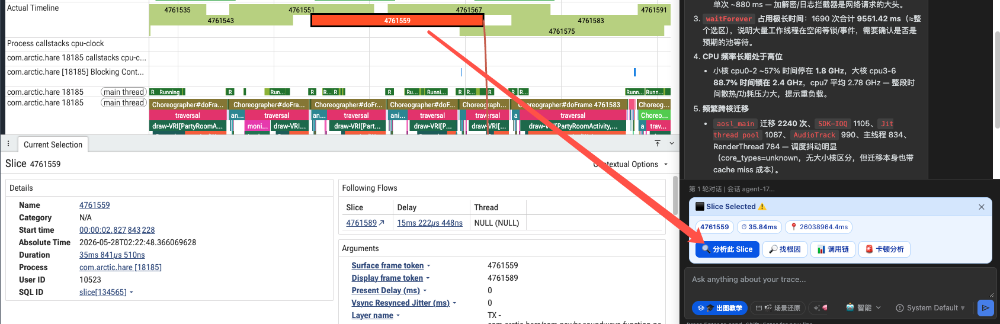 Actual Timeline
4761535
4761551
4761567
4761591
4761543
4761559
4761583
4761575
Process callstacks cpu-clock
com.arctic.hare 18185 callstacks cpu-c...
com.arctic.hare [18185] Blocking Cont...
com.arctic.hare 18185 main thread
R Running R Run... R R... R R Ru... Runni... R R... R R... Runn... Runn...
com.arctic.hare 18185 main thread
Choreographer#doFra... Choreographer#doFra... Choreographer#doFra... Choreographer#doF... Choreograph... Choreographer#doFrame 4761583 Choreog...
traversal an... traversal an... traversal ani... traversal an... traversal a traversal Choreo...
draw-VRI[PartyRoomA... moni... draw-VRI... draw-VRI[Part... draw-VRI[P... draw-VRI[... draw-VRI[PartyRoomActivity,... a trav...
Current Selection
Slice 4761559
Contextual Options
Details
Name 4761559
Category N/A
Start time 00:00:02.827 843 228
Absolute Time 2026-05-28T02:22:48.366069628
Duration 35ms 841µs 510ns
Process com.arctic.hare [18185]
User ID 10523
SQL ID slice[134565]
Following Flows
Slice Delay Thread
4761589 15ms 222µs 448ns NULL (NULL)
Arguments
Surface frame token 4761559
Display frame token 4761589
Present Delay (ms) 0
Vsync Resynced Jitter (ms) 0
Layer name TX -
单次 ~880 ms — 加解密/日志拦截器是网络请求的大头。
3. waitForever 占用极长时间：1690 次合计 9551.42 ms（≈整
个选区），说明大量工作线程在空闲等锁/事件，需要确认是否是
预期的池等待。
4. CPU 频率长期处于高位
• 小核 cpu0-2 ~57% 时间停在 1.8 GHz，大核 cpu3-6
88.7% 时间锁在 2.4 GHz，cpu7 平均 2.78 GHz — 整段时
间散热/功耗压力大，提示重负载。
5. 频繁跨核迁移
• aosl_main 迁移 2240 次、SDK-IOQ 1105、Jit
thread pool 1087、AudioTrack 990、主线程 834、
RenderThread 784 — 调度抖动明显
（core_types=unknown，无大小核区分，但迁移本身也带
cache miss 成本）。
第 1 轮对话 | 会话 agent-17...
Slice Selected
4761559 35.84ms 26038964.4ms
分析此 Slice 找根因 调用链 卡顿分析
Ask anything about your trace...
出图教学 场景还原 智能 System Default